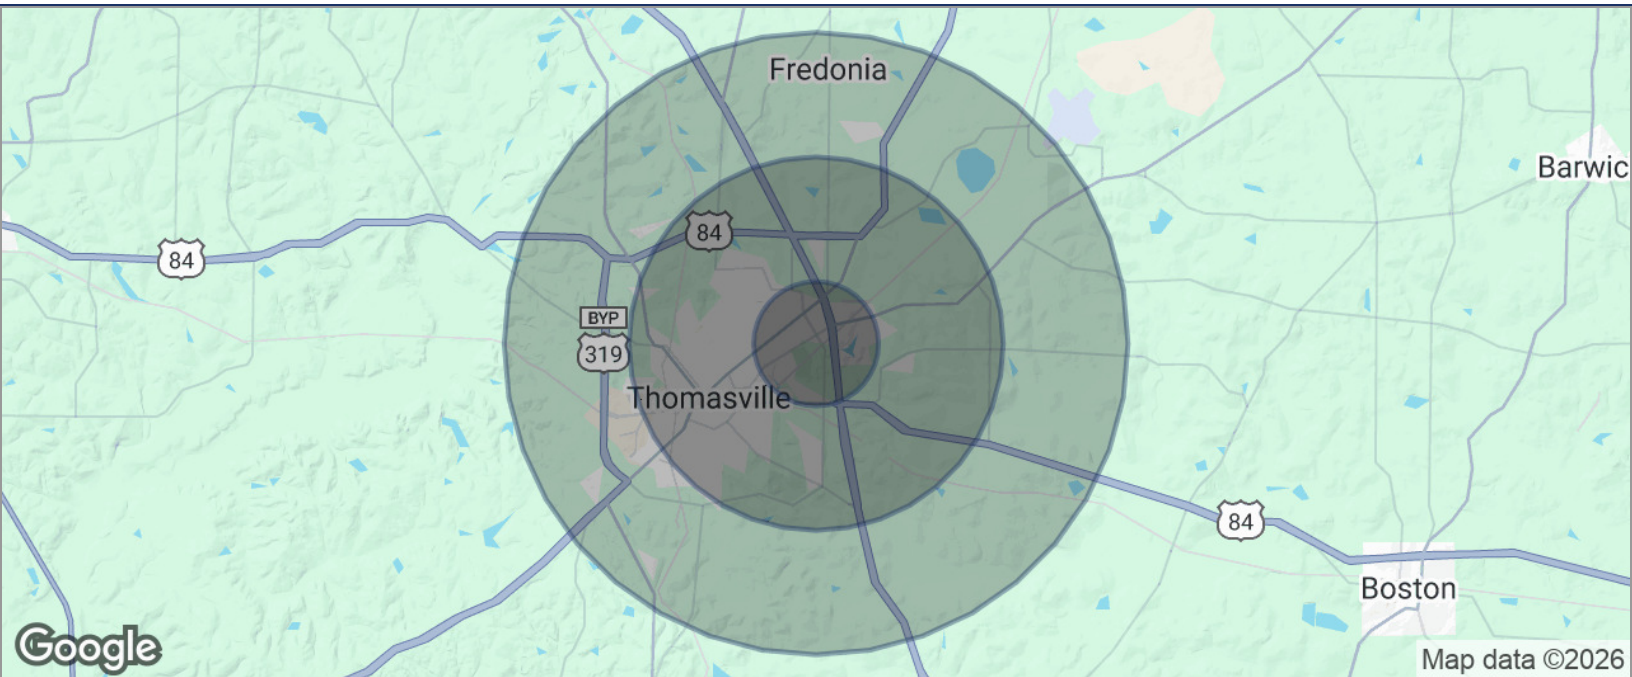 Fredonia
Barwic
84
84
BYP
319
Thomasville
84
Boston
Google
Map data ©2026